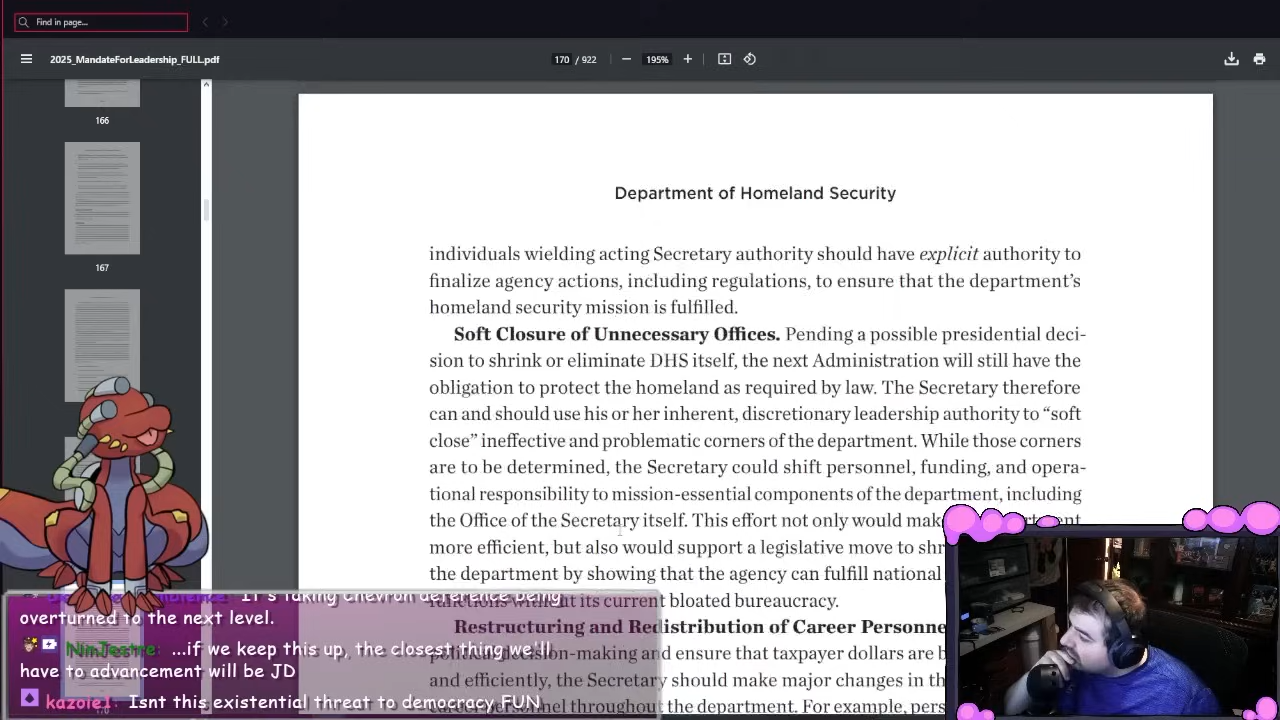 Find in page...
2025_MandateForLeadership_FULL.pdf
170 / 922
195%
166
167
Department of Homeland Security
individuals wielding acting Secretary authority should have explicit authority to
finalize agency actions, including regulations, to ensure that the department's
homeland security mission is fulfilled.
Soft Closure of Unnecessary Offices. Pending a possible presidential deci-
sion to shrink or eliminate DHS itself, the next Administration will still have the
obligation to protect the homeland as required by law. The Secretary therefore
can and should use his or her inherent, discretionary leadership authority to "soft
close" ineffective and problematic corners of the department. While those corners
are to be determined, the Secretary could shift personnel, funding, and opera-
tional responsibility to mission-essential components of the department, including
the Office of the Secretary itself. This effort not only would
more efficient, but also would support a legislative move to
the department by showing that the agency can fulfill national
its current bloated bureaucracy.
Restructuring and Redistribution of Career
decision-making and ensure that taxpayer dollars are
and efficiently, the Secretary should make major changes in
career personnel throughout the department. For example,
It's taking chevron deference being
overturned to the next level.
NinJestre: ...if we keep this up, the closest thing we'll
have to advancement will be JD
kazoie1: Isnt this existential threat to democracy FUN